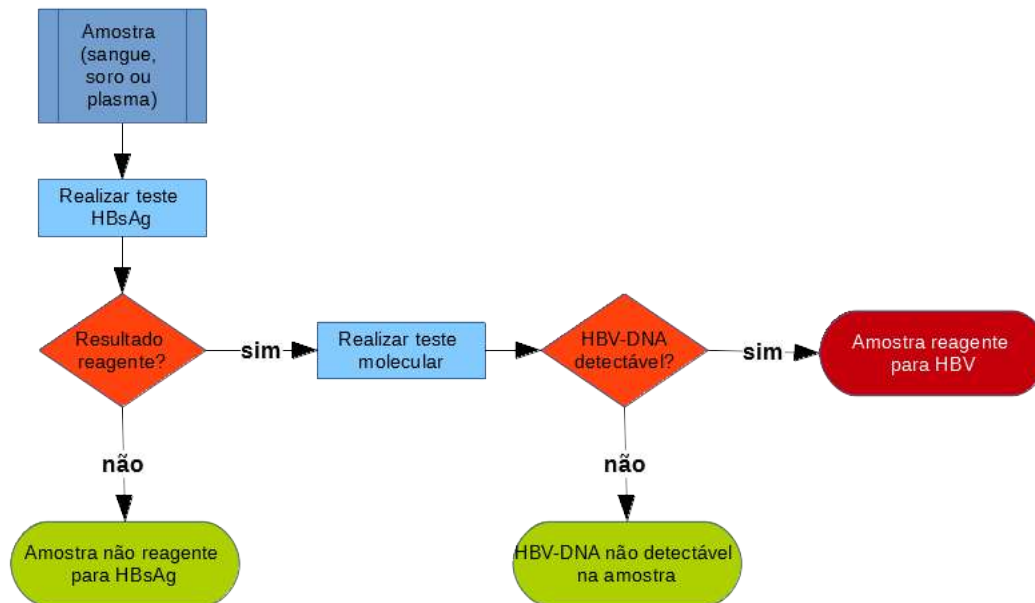 Amostra
(sangue,
soro ou
plasma)
Realizar teste
HBsAg
Resultado
reagente?
sim
Realizar teste
molecular
HBV-DNA
detectável?
sim
Amostra reagente
para HBV
não
não
Amostra não reagente
para HBsAg
HBV-DNA não detectável
na amostra